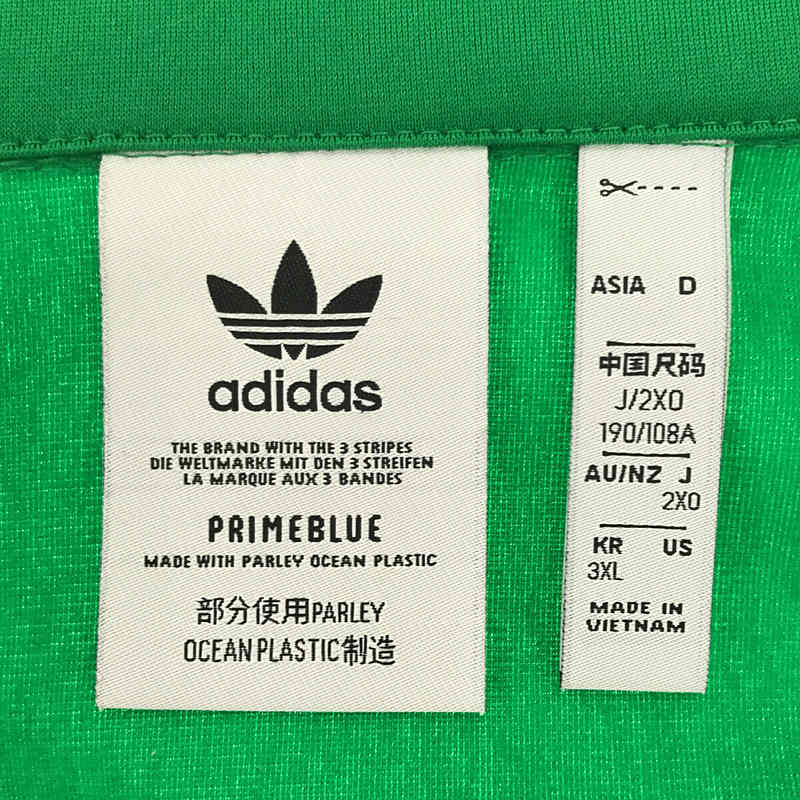 adidas
THE BRAND WITH THE 3 STRIPES
DIE WELTMARKE MIT DEN 3 STREIFEN
LA MARQUE AUX 3 BANDES
PRIMEBLUE
MADE WITH PARLEY OCEAN PLASTIC
部分使用PARLEY
OCEAN PLASTIC制造
ASIA D
中国尺码
J/2XO
190/108A
AU/NZ J
2XO
KR US
3XL
MADE IN
VIETNAM